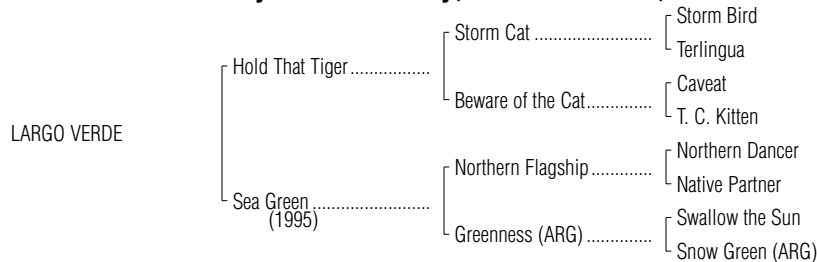 Storm Bird
Storm Cat ........................
Terlingua
Hold That Tiger .................
Caveat
Beware of the Cat..............
T. C. Kitten
LARGO VERDE
Northern Dancer
Northern Flagship .............
Native Partner
Sea Green .........................
(1995)
Swallow the Sun
Greenness (ARG) ..............
Snow Green (ARG)